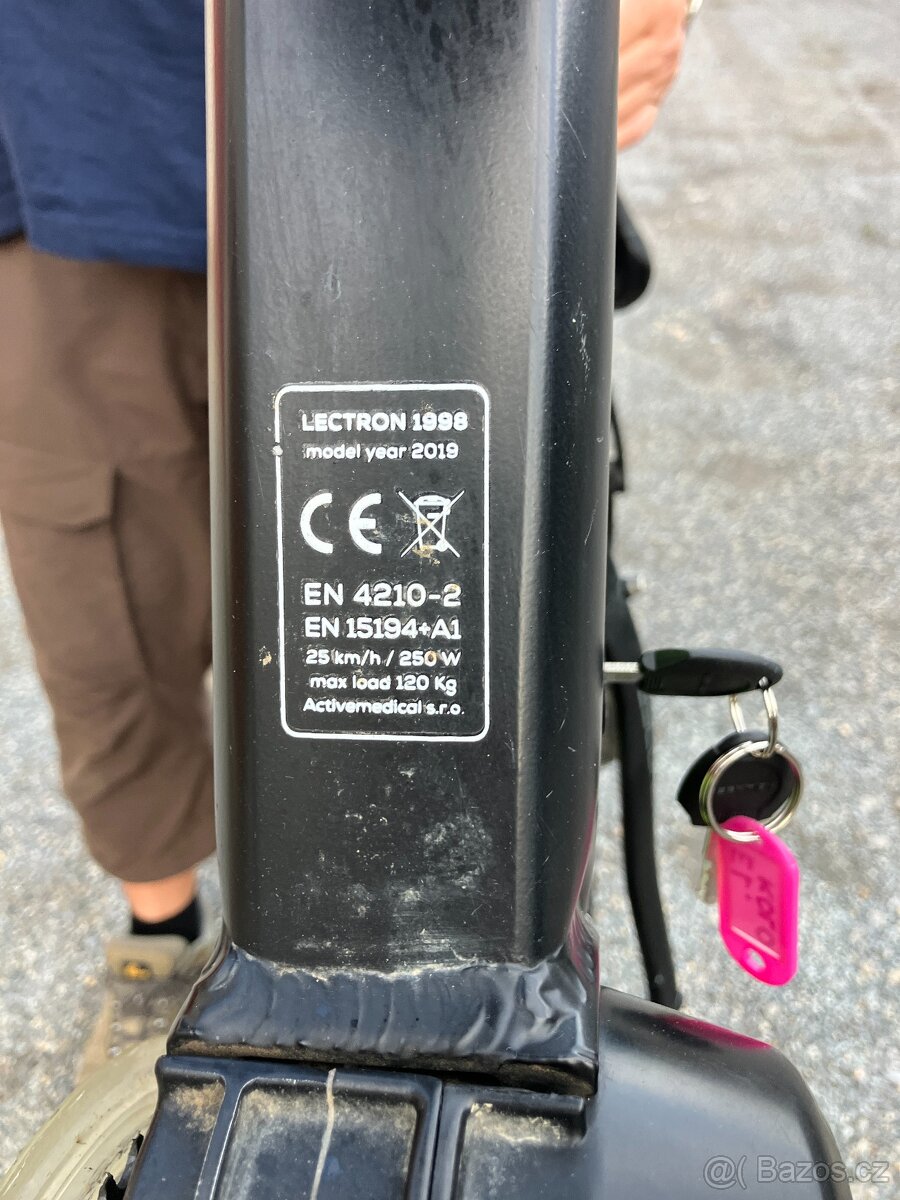 LECTRON 1998
model year 2019
CE
EN 4210-2
EN 15194+A1
25 km/h / 250 W
max load 120 Kg
Activemedical s.r.o.
@( Bazos.cz